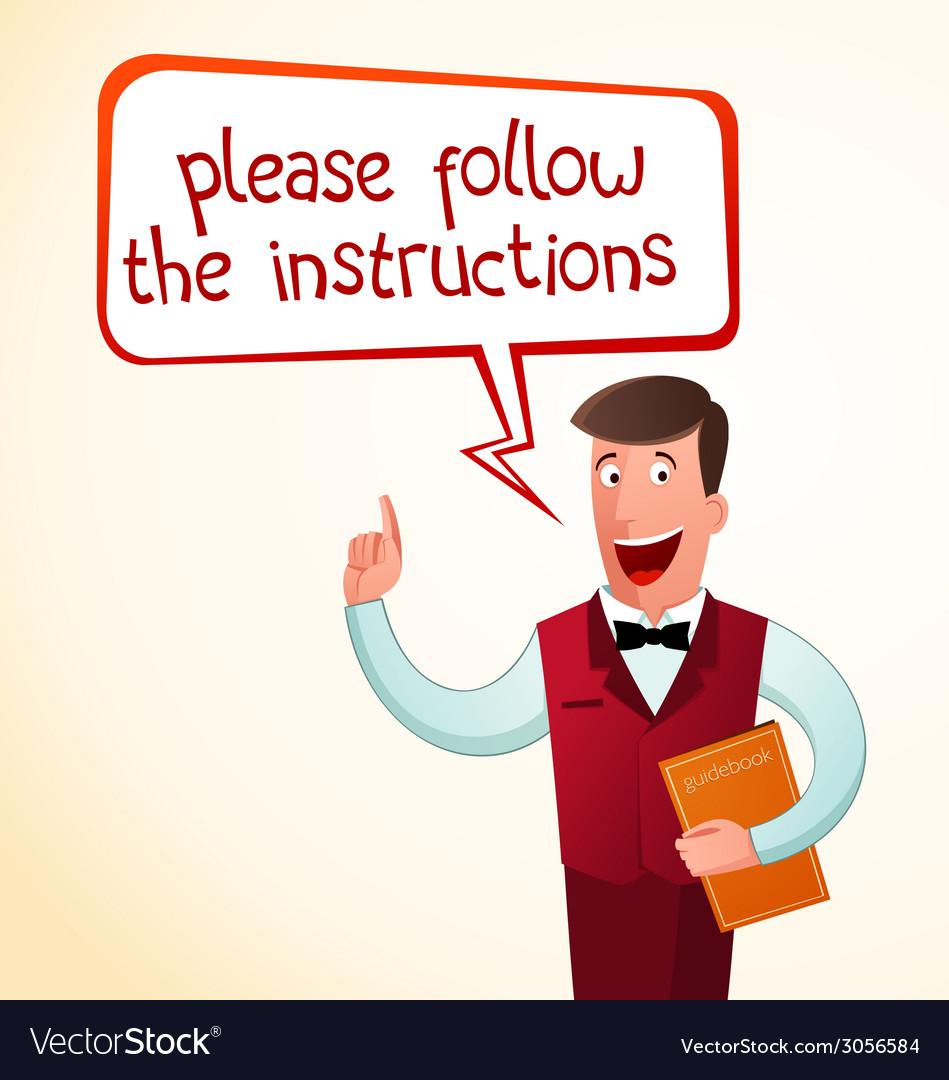 please follow
the instructions
guidebook
VectorStock®
VectorStock.com/3056584